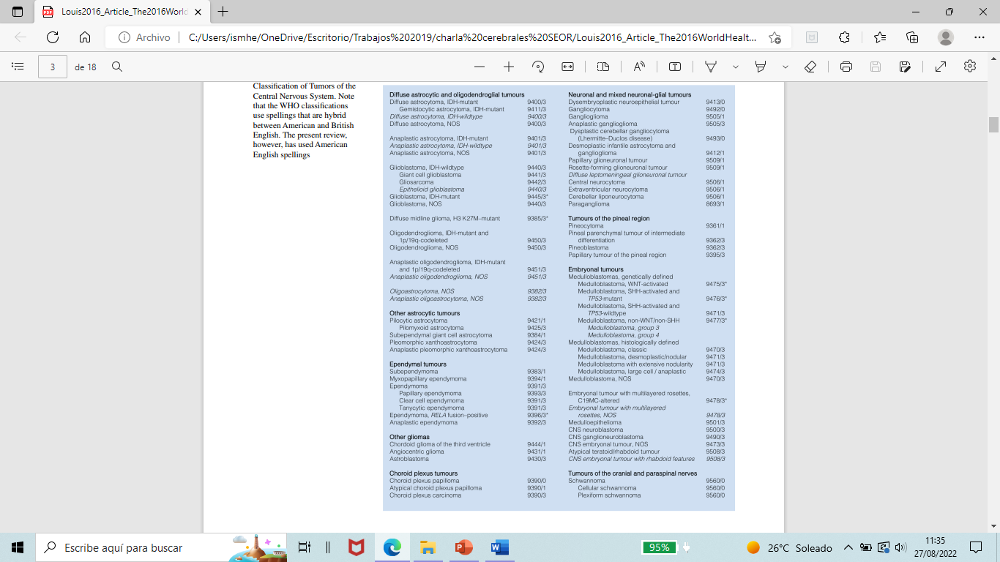 Louis2016_Article_The2016World
Archivo
C:/Users/ismhe/OneDrive/Escritorio/Trabajos%202019/charla%20cerebrales%20SEOR/Louis2016_Article_The2016WorldHealt...
3 de 18
Classification of Tumors of the
Central Nervous System. Note
that the WHO classifications
use spellings that are hybrid
between American and British
English. The present review,
however, has used American
English spellings
Diffuse astrocytic and oligodendroglial tumours
Diffuse astrocytoma, IDH-mutant 9400/3
Gemistocytic astrocytoma, IDH-mutant 9411/3
Diffuse astrocytoma, IDH-wildtype 9400/3
Diffuse astrocytoma, NOS 9400/3
Anaplastic astrocytoma, IDH-mutant 9401/3
Anaplastic astrocytoma, IDH-wildtype 9401/3
Anaplastic astrocytoma, NOS 9401/3
Glioblastoma, IDH-wildtype 9440/3
Giant cell glioblastoma 9441/3
Gliosarcoma 9442/3
Epithelioid glioblastoma 9440/3
Glioblastoma, IDH-mutant 9445/3*
Glioblastoma, NOS 9440/3
Diffuse midline glioma, H3 K27M–mutant 9385/3*
Oligodendroglioma, IDH-mutant and
1p/19q-codeleted 9450/3
Oligodendroglioma, NOS 9450/3
Anaplastic oligodendroglioma, IDH-mutant
and 1p/19q-codeleted 9451/3
Anaplastic oligodendroglioma, NOS 9451/3
Oligoastrocytoma, NOS 9382/3
Anaplastic oligoastrocytoma, NOS 9382/3
Other astrocytic tumours
Pilocytic astrocytoma 9421/1
Pilomyxoid astrocytoma 9425/3
Subependymal giant cell astrocytoma 9384/1
Pleomorphic xanthoastrocytoma 9424/3
Anaplastic pleomorphic xanthoastrocytoma 9424/3
Ependymal tumours
Subependymoma 9383/1
Myxopapillary ependymoma 9394/1
Ependymoma 9391/3
Papillary ependymoma 9393/3
Clear cell ependymoma 9391/3
Tanycytic ependymoma 9391/3
Ependymoma, RELA fusion–positive 9396/3*
Anaplastic ependymoma 9392/3
Other gliomas
Chordoid glioma of the third ventricle 9444/1
Angiocentric glioma 9431/1
Astroblastoma 9430/3
Choroid plexus tumours
Choroid plexus papilloma 9390/0
Atypical choroid plexus papilloma 9390/1
Choroid plexus carcinoma 9390/3
Neuronal and mixed neuronal-glial tumours
Dysembryoplastic neuroepithelial tumour 9413/0
Gangliocytoma 9492/0
Ganglioglioma 9505/1
Anaplastic ganglioglioma 9505/3
Dysplastic cerebellar gangliocytoma
(Lhermitte–Duclos disease) 9493/0
Desmoplastic infantile astrocytoma and
ganglioglioma 9412/1
Papillary glioneuronal tumour 9509/1
Rosette-forming glioneuronal tumour 9509/1
Diffuse leptomeningeal glioneuronal tumour
Central neurocytoma 9506/1
Extraventricular neurocytoma 9506/1
Cerebellar liponeurocytoma 9506/1
Paraganglioma 8693/1
Tumours of the pineal region
Pineocytoma 9361/1
Pineal parenchymal tumour of intermediate
differentiation 9362/3
Pineoblastoma 9362/3
Papillary tumour of the pineal region 9395/3
Embryonal tumours
Medulloblastomas, genetically defined
Medulloblastoma, WNT-activated 9475/3*
Medulloblastoma, SHH-activated and
TP53-mutant 9476/3*
Medulloblastoma, SHH-activated and
TP53-wildtype 9471/3
Medulloblastoma, non-WNT/non-SHH 9477/3*
Medulloblastoma, group 3
Medulloblastoma, group 4
Medulloblastomas, histologically defined
Medulloblastoma, classic 9470/3
Medulloblastoma, desmoplastic/nodular 9471/3
Medulloblastoma with extensive nodularity 9471/3
Medulloblastoma, large cell / anaplastic 9474/3
Medulloblastoma, NOS 9470/3
Embryonal tumour with multilayered rosettes,
C19MC-altered 9478/3*
Embryonal tumour with multilayered
rosettes, NOS 9478/3
Medulloepithelioma 9501/3
CNS neuroblastoma 9500/3
CNS ganglioneuroblastoma 9490/3
CNS embryonal tumour, NOS 9473/3
Atypical teratoid/rhabdoid tumour 9508/3
CNS embryonal tumour with rhabdoid features 9508/3
Tumours of the cranial and paraspinal nerves
Schwannoma 9560/0
Cellular schwannoma 9560/0
Plexiform schwannoma 9560/0
Escribe aquí para buscar
95%
26°C Soleado
11:35
27/08/2022